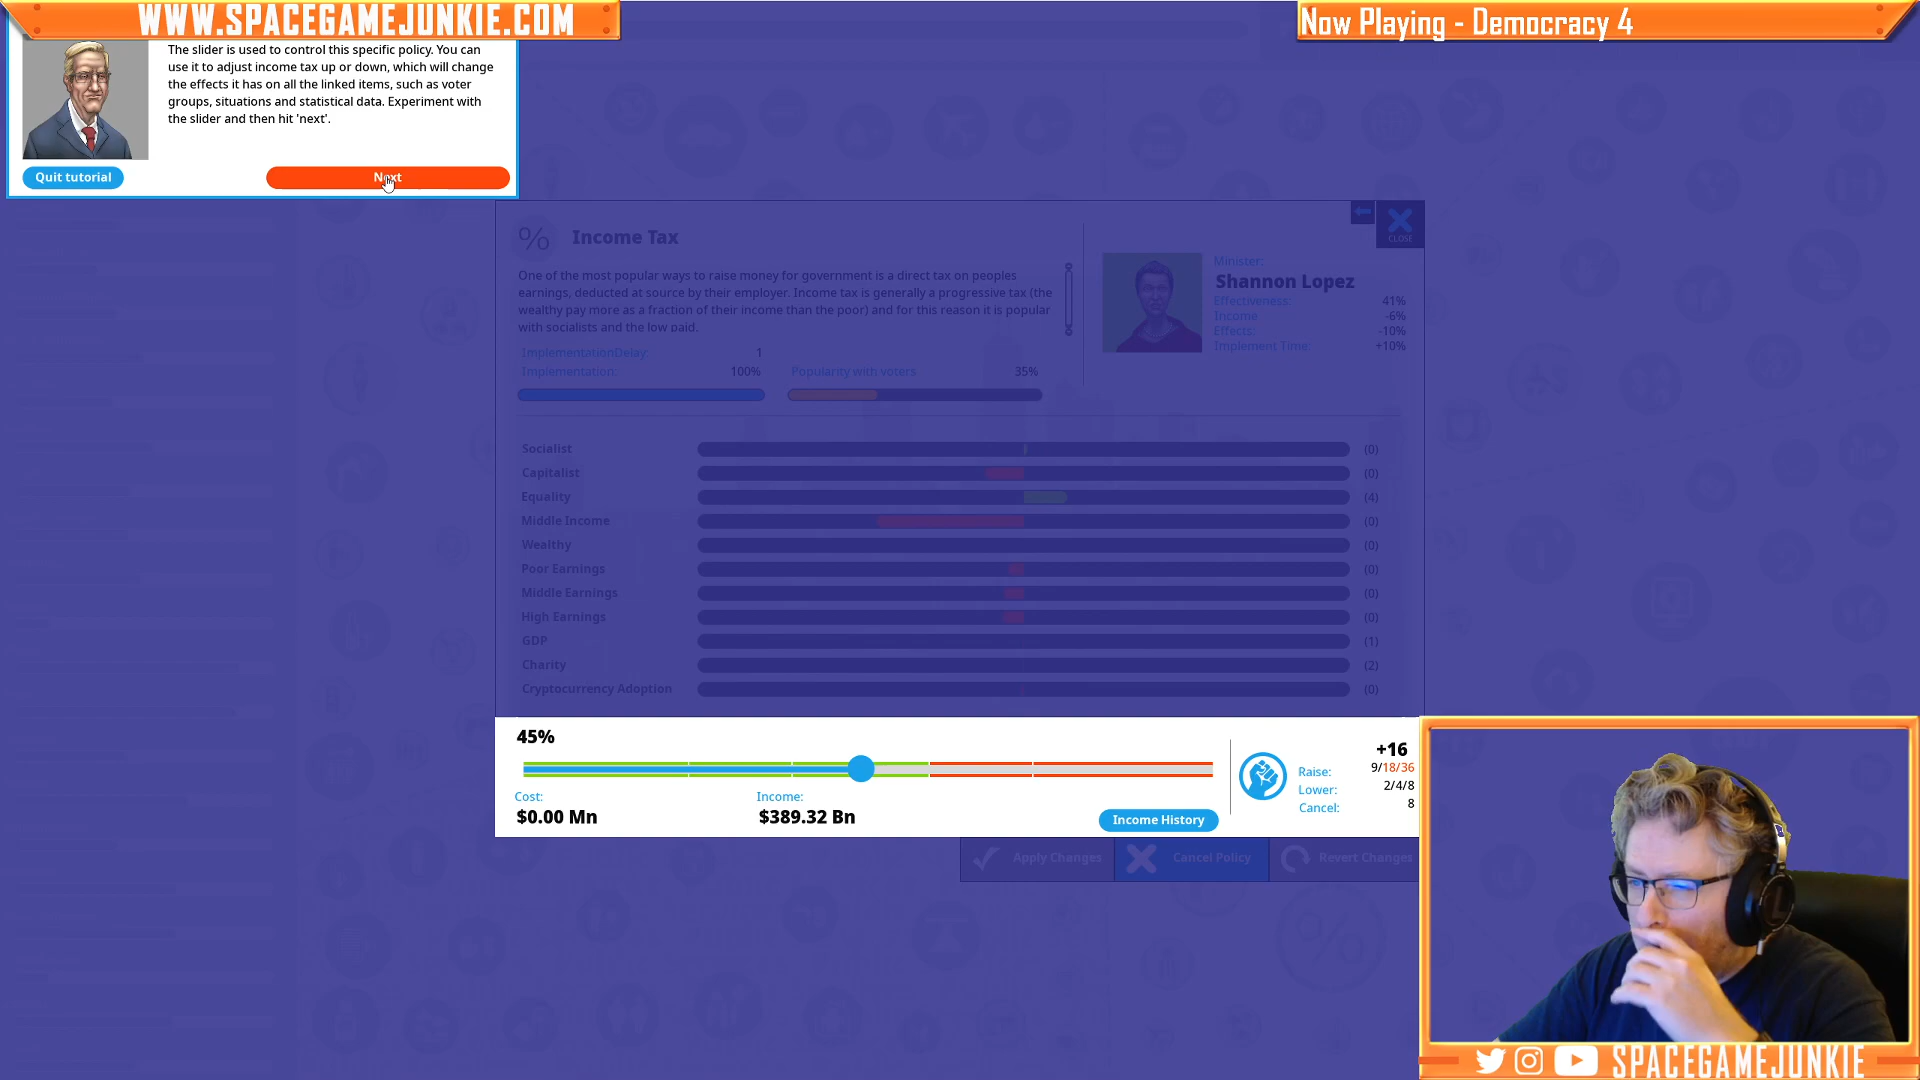 WWW.SPACEGAMEJUNKIE.COM
Now Playing - Democracy 4
The slider is used to control this specific policy. You can
use it to adjust income tax up or down, which will change
the effects it has on all the linked items, such as voter
groups, situations and statistical data. Experiment with
the slider and then hit 'next'.
Quit tutorial
Next
Income Tax
CLOSE
One of the most popular ways to raise money for government is a direct tax on peoples
earnings, deducted at source by their employer. Income tax is generally a progressive tax (the
wealthy pay more as a fraction of their income than the poor) and for this reason it is popular
with socialists and the low paid.
Minister:
Shannon Lopez
Effectiveness: 41%
Income: -6%
Effects: -10%
Implement Time: +10%
ImplementationDelay: 1
Implementation: 100%
Popularity with voters 35%
Socialist (0)
Capitalist (0)
Equality (4)
Middle Income (0)
Wealthy (0)
Poor Earnings (0)
Middle Earnings (0)
High Earnings (0)
GDP (1)
Charity (2)
Cryptocurrency Adoption (0)
45%
Cost:
$0.00 Mn
Income:
$389.32 Bn
Income History
+16
Raise: 9/18/36
Lower: 2/4/8
Cancel: 8
Apply Changes
Cancel Policy
Revert Changes
SPACEGAMEJUNKIE